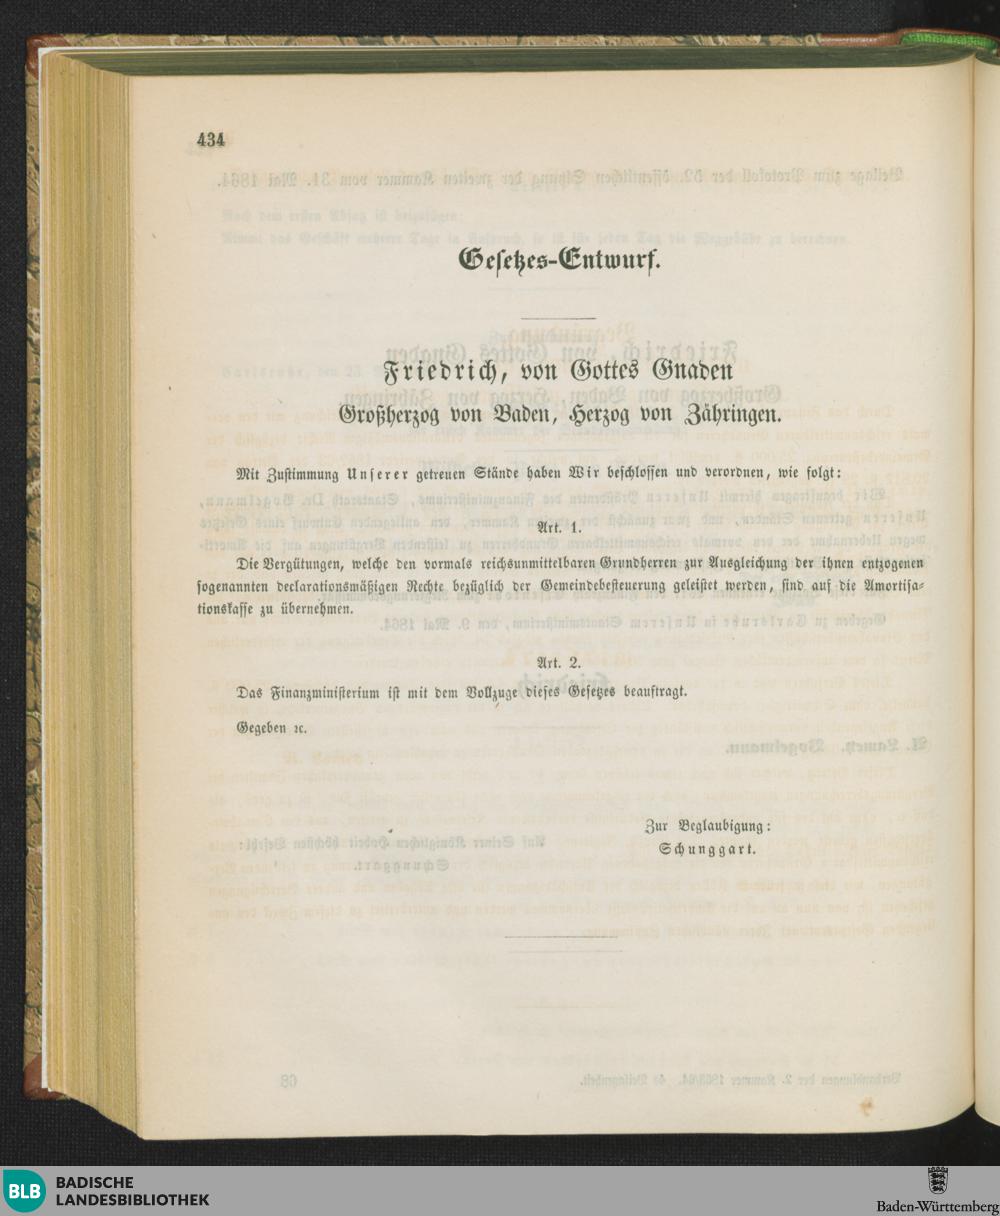 434
Gesetzes-Entwurf.
Friedrich, von Gottes Gnaden
Großherzog von Baden, Herzog von Zähringen.
Mit Zustimmung Unserer getreuen Stände haben Wir beschlossen und verordnen, wie folgt:
Art. 1.
Die Vergütungen, welche den vormals reichsunmittelbaren Grundherren zur Ausgleichung der ihnen entzogenen
sogenannten declarationsmäßigen Rechte bezüglich der Gemeindebesteuerung geleistet werden, sind auf die Amortisa-
tionskasse zu übernehmen.
Art. 2.
Das Finanzministerium ist mit dem Vollzuge dieses Gesetzes beauftragt.
Gegeben ꝛc.
Zur Beglaubigung:
Schunggart.
BLB
BADISCHE
LANDESBIBLIOTHEK
Baden-Württemberg